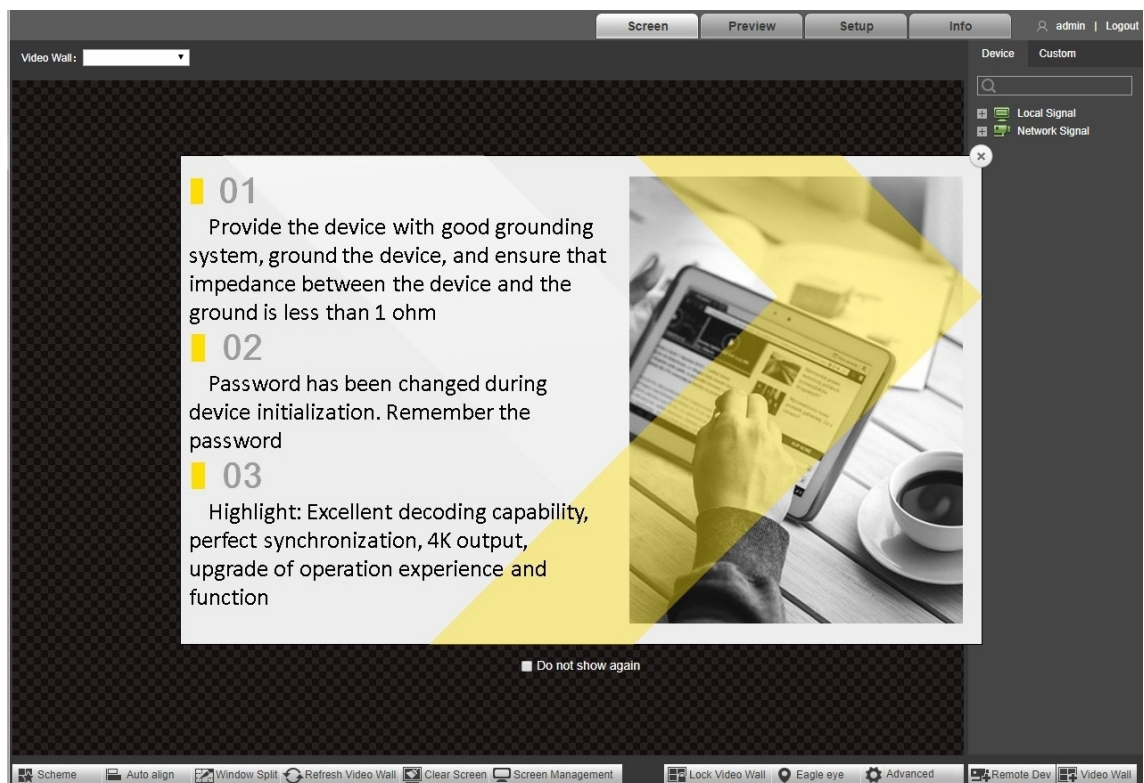 Screen Preview Setup Info admin | Logout
Video Wall:
Device Custom
Local Signal
Network Signal
01
Provide the device with good grounding
system, ground the device, and ensure that
impedance between the device and the
ground is less than 1 ohm
02
Password has been changed during
device initialization. Remember the
password
03
Highlight: Excellent decoding capability,
perfect synchronization, 4K output,
upgrade of operation experience and
function
Do not show again
Scheme Auto align Window Split Refresh Video Wall Clear Screen Screen Management Lock Video Wall Eagle eye Advanced Remote Dev Video Wall